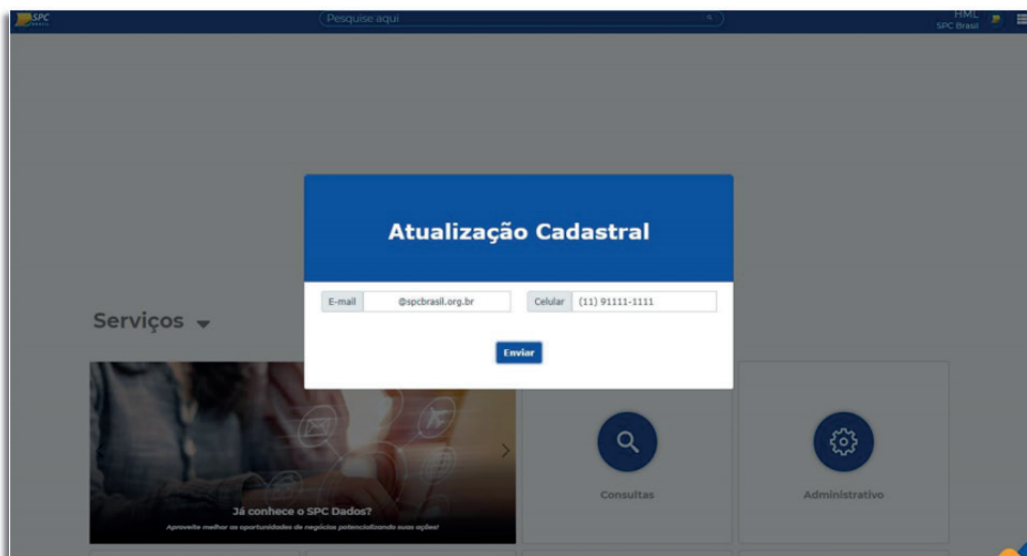 SPC
BRASIL
Pesquise aqui
HML
SPC Brasil
Atualização Cadastral
E-mail
@spcbrasil.org.br
Celular
(11) 91111-1111
Enviar
Serviços
Já conhece o SPC Dados?
Aproveite melhor as oportunidades de negócios potencializando suas ações!
Consultas
Administrativo